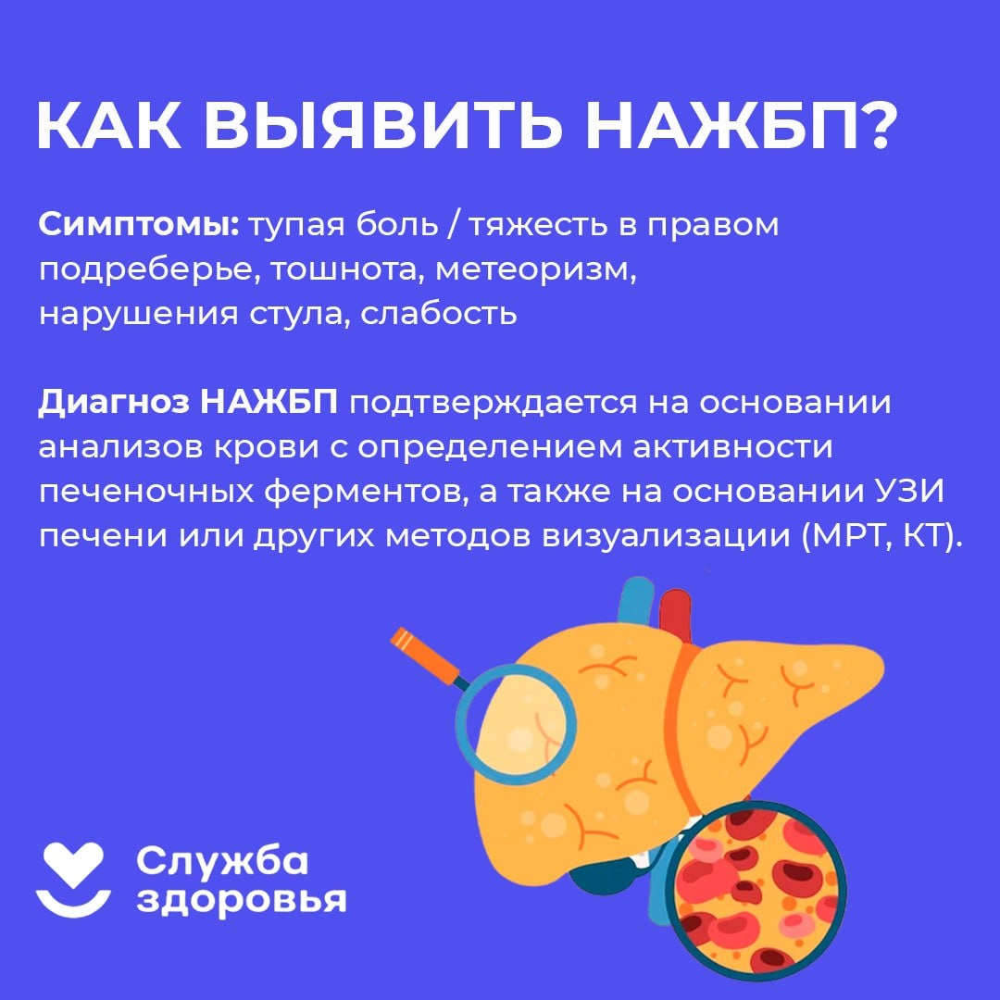 КАК ВЫЯВИТЬ НАЖБП?
Симптомы: тупая боль / тяжесть в правом
подреберье, тошнота, метеоризм,
нарушения стула, слабость
Диагноз НАЖБП подтверждается на основании
анализов крови с определением активности
печеночных ферментов, а также на основании УЗИ
печени или других методов визуализации (МРТ, КТ).
Служба
здоровья